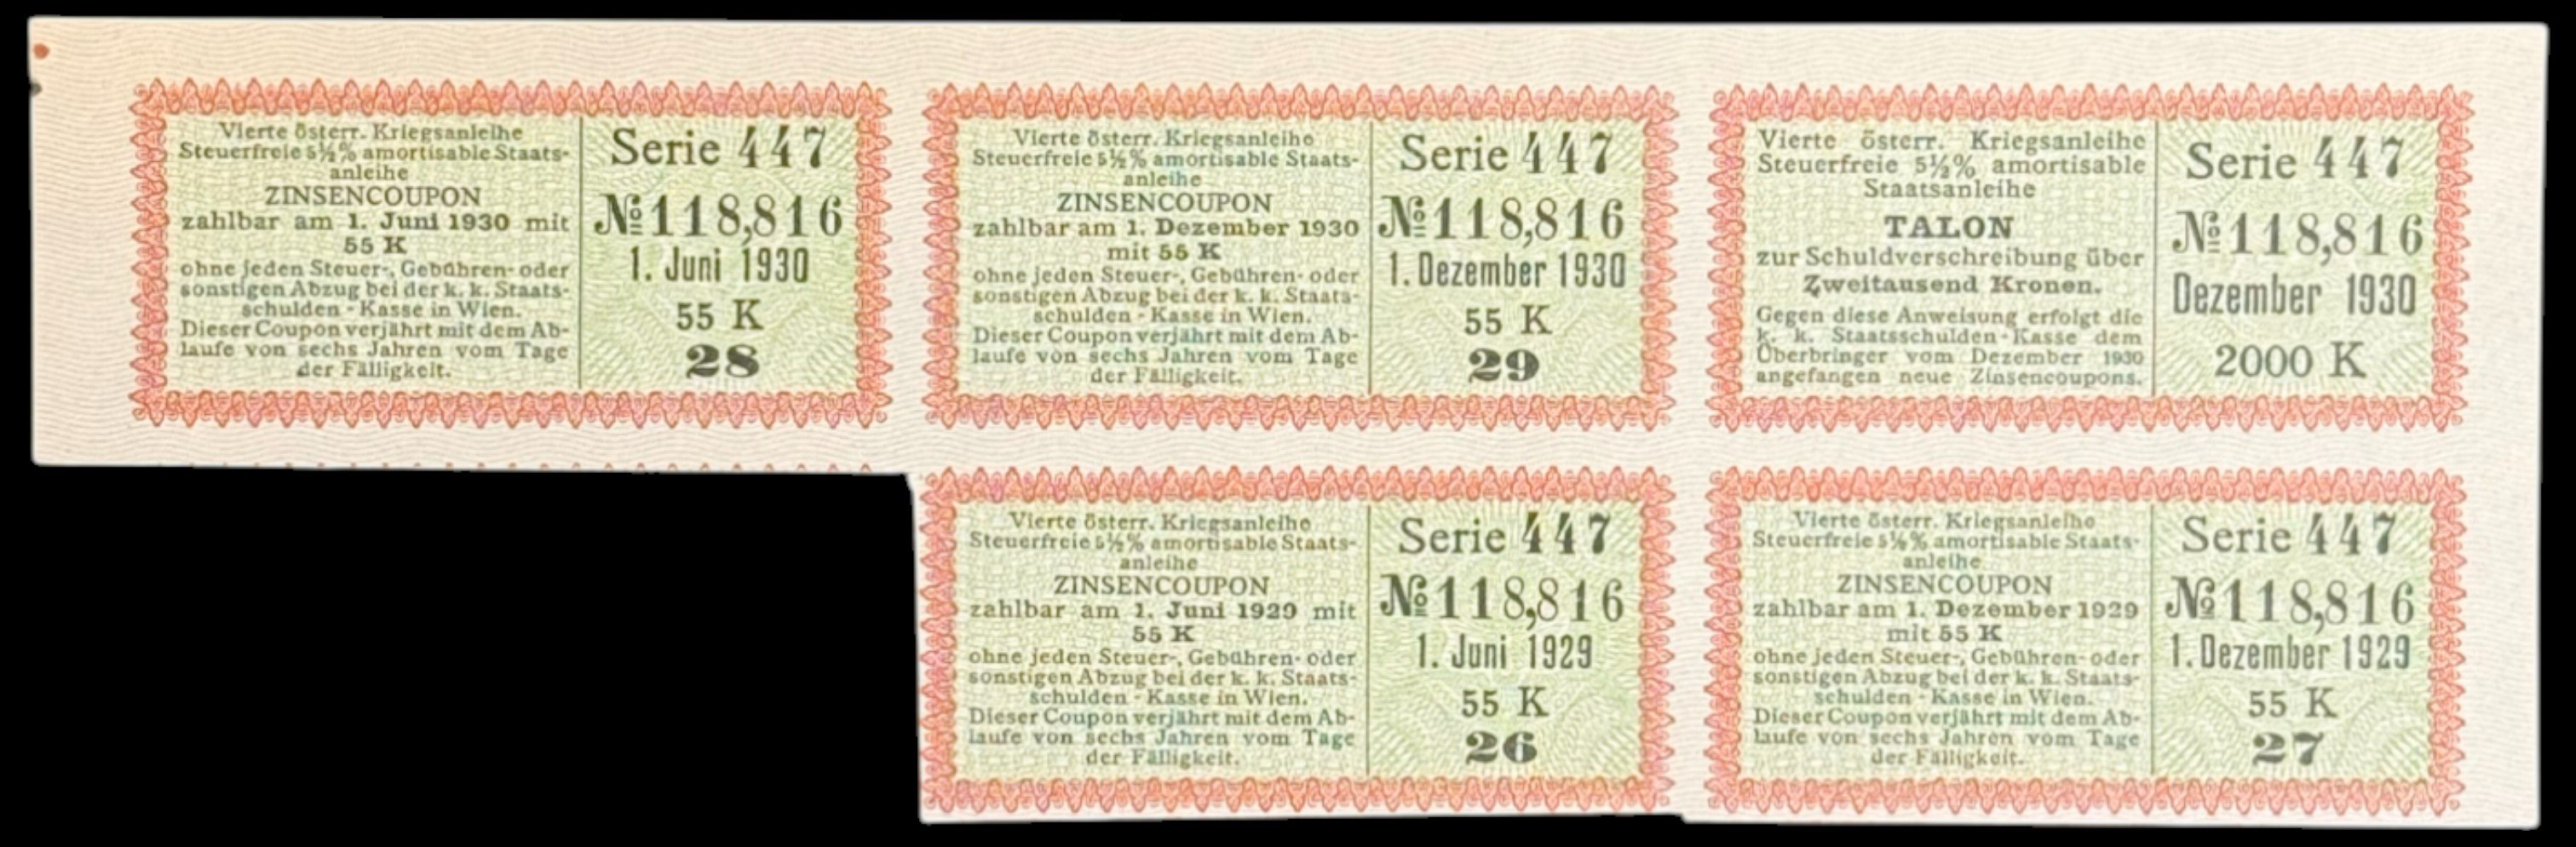 Vierte österr. Kriegsanleihe
Steuerfreie 5½% amortisable Staats-
anleihe
ZINSENCOUPON
zahlbar am 1. Juni 1930 mit
55 K
ohne jeden Steuer-, Gebühren- oder
sonstigen Abzug bei der k. k. Staats-
schulden - Kasse in Wien.
Dieser Coupon verjährt mit dem Ab-
laufe von sechs Jahren vom Tage
der Fälligkeit.
Serie 447
№118,816
1. Juni 1930
55 K
28
Vierte österr. Kriegsanleihe
Steuerfreie 5½% amortisable Staats-
anleihe
ZINSENCOUPON
zahlbar am 1. Dezember 1930
mit 55 K
ohne jeden Steuer-, Gebühren- oder
sonstigen Abzug bei der k. k. Staats-
schulden - Kasse in Wien.
Dieser Coupon verjährt mit dem Ab-
laufe von sechs Jahren vom Tage
der Fälligkeit.
Serie 447
№118,816
1. Dezember 1930
55 K
29
Vierte österr. Kriegsanleihe
Steuerfreie 5½% amortisable
Staatsanleihe
TALON
zur Schuldverschreibung über
Zweitausend Kronen.
Gegen diese Anweisung erfolgt die
k. k. Staatsschulden-Kasse dem
Überbringer vom Dezember 1930
angefangen neue Zinsencoupons.
Serie 447
№118,816
Dezember 1930
2000 K
Vierte österr. Kriegsanleihe
Steuerfreie 5½% amortisable Staats-
anleihe
ZINSENCOUPON
zahlbar am 1. Juni 1929 mit
55 K
ohne jeden Steuer-, Gebühren- oder
sonstigen Abzug bei der k. k. Staats-
schulden - Kasse in Wien.
Dieser Coupon verjährt mit dem Ab-
laufe von sechs Jahren vom Tage
der Fälligkeit.
Serie 447
№118,816
1. Juni 1929
55 K
26
Vierte österr. Kriegsanleihe
Steuerfreie 5½% amortisable Staats-
anleihe
ZINSENCOUPON
zahlbar am 1. Dezember 1929
mit 55 K
ohne jeden Steuer-, Gebühren- oder
sonstigen Abzug bei der k. k. Staats-
schulden - Kasse in Wien.
Dieser Coupon verjährt mit dem Ab-
laufe von sechs Jahren vom Tage
der Fälligkeit.
Serie 447
№118,816
1. Dezember 1929
55 K
27